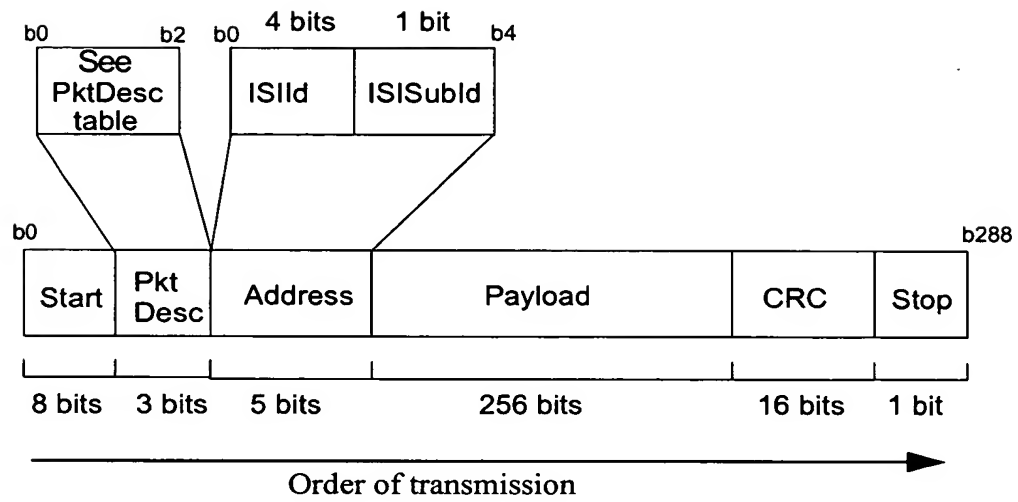 4 bits 1 bit
b0 b2 b0 b4
See
PktDesc
table
ISIId ISISubId
b0 b288
Start Pkt
Desc Address Payload CRC Stop
8 bits 3 bits 5 bits 256 bits 16 bits 1 bit
Order of transmission